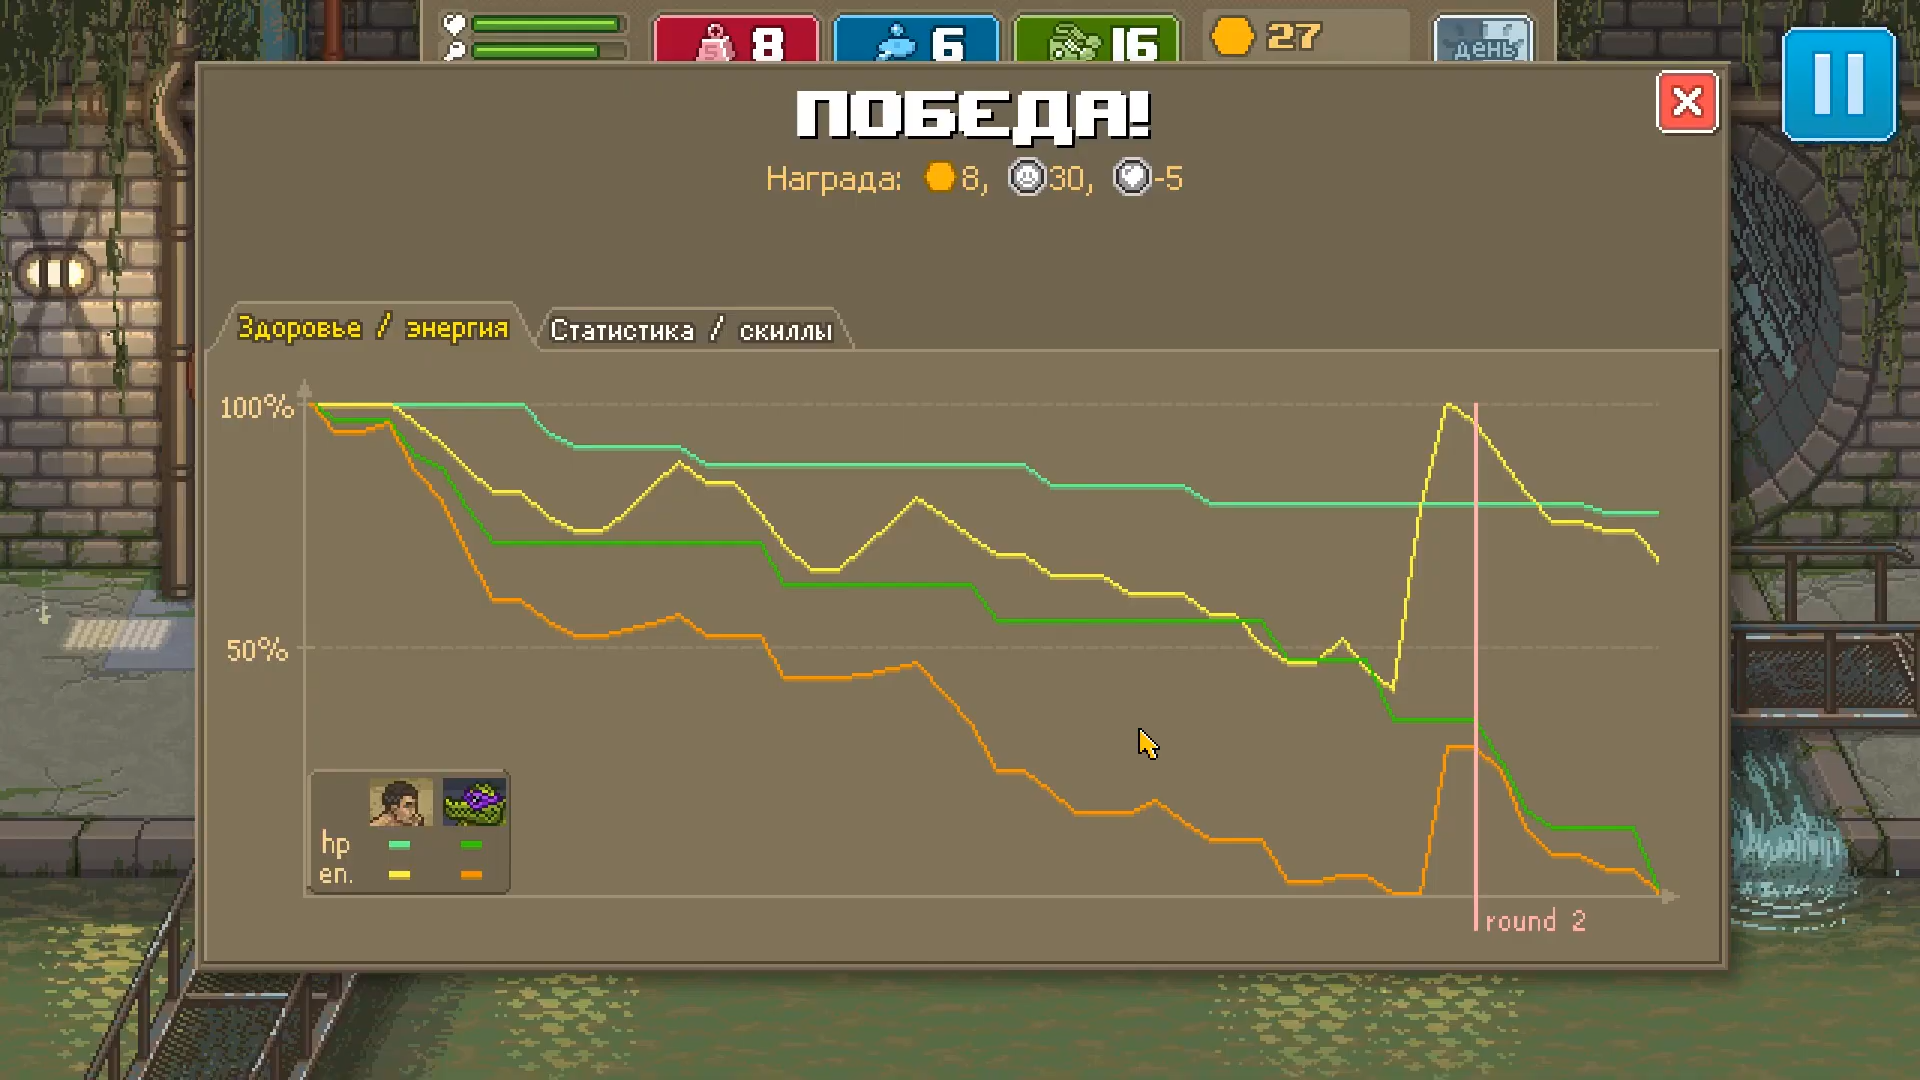 8 6 16 27 день
ПОБЕДА!
Награда: 8, 30, -5
Здоровье / энергия Статистика / скиллы
100%
50%
hp
en.
round 2